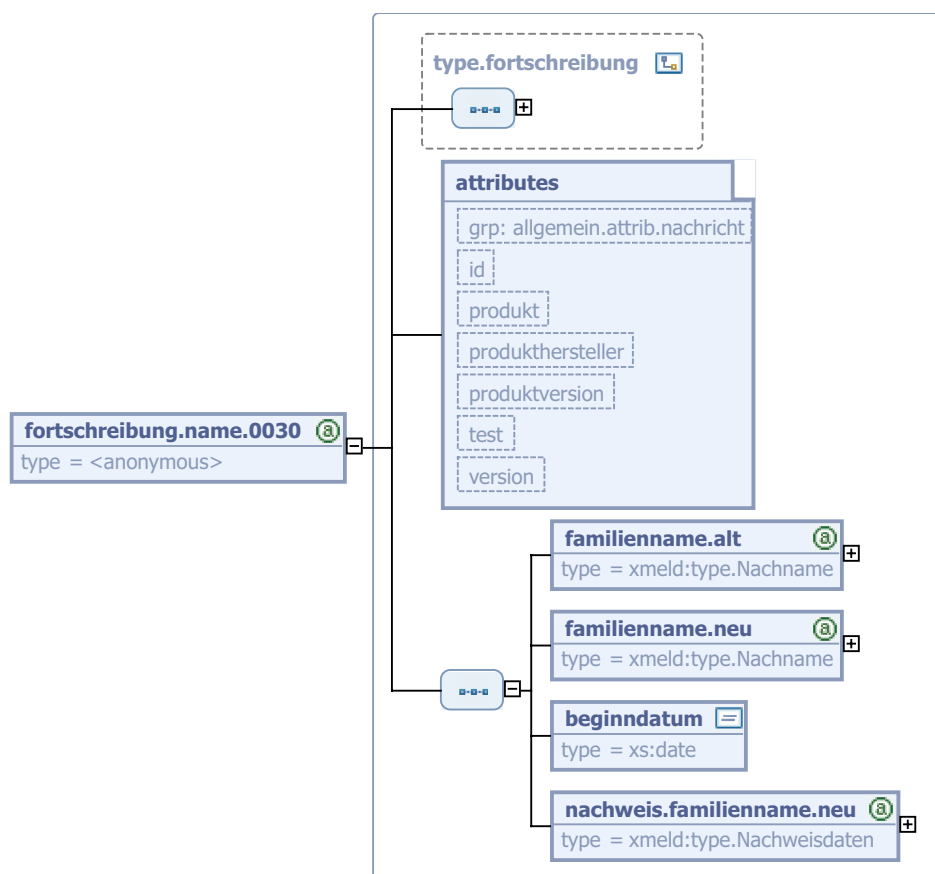 type.fortschreibung
attributes
grp: allgemein.attrib.nachricht
id
produkt
produkthersteller
produktversion
test
version
fortschreibung.name.0030
type = <anonymous>
familienname.alt
type = xmeld:type.Nachname
familienname.neu
type = xmeld:type.Nachname
beginndatum
type = xs:date
nachweis.familienname.neu
type = xmeld:type.Nachweisdaten